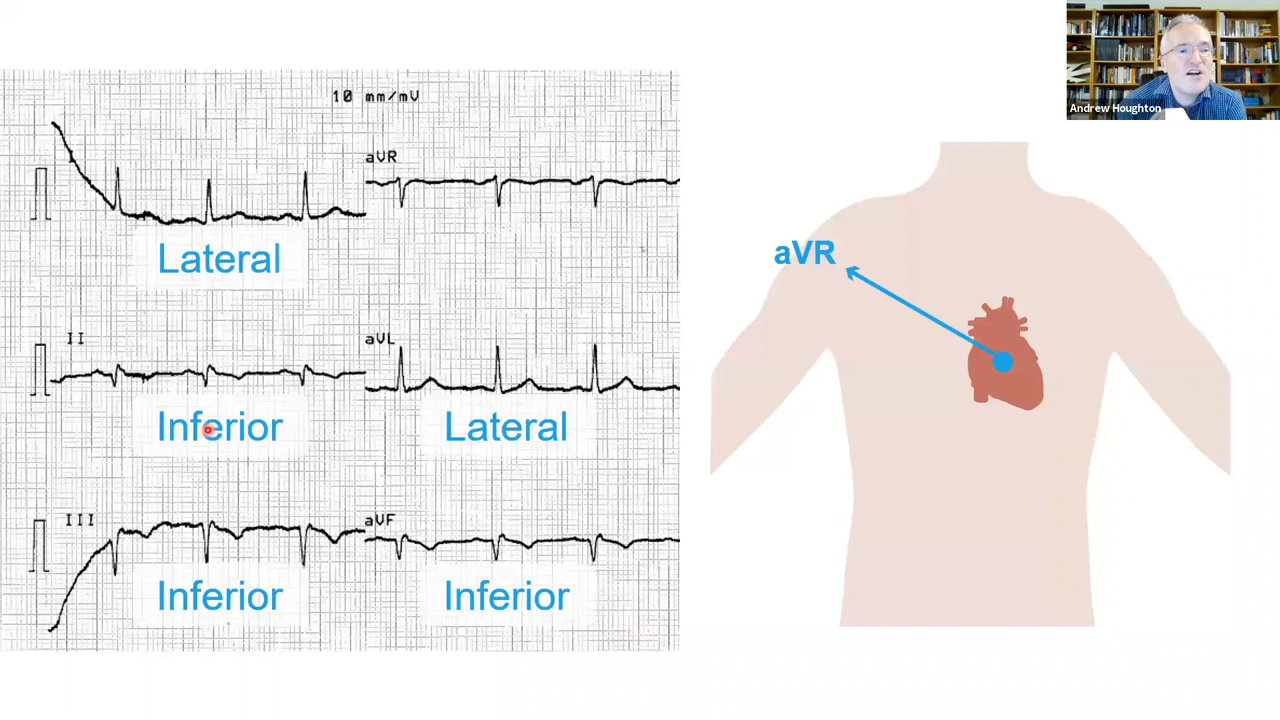 Andrew Houghton
10 mm/mV
I
aVR
Lateral
aVR
II
aVL
Inferior
Lateral
III
aVF
Inferior
Inferior